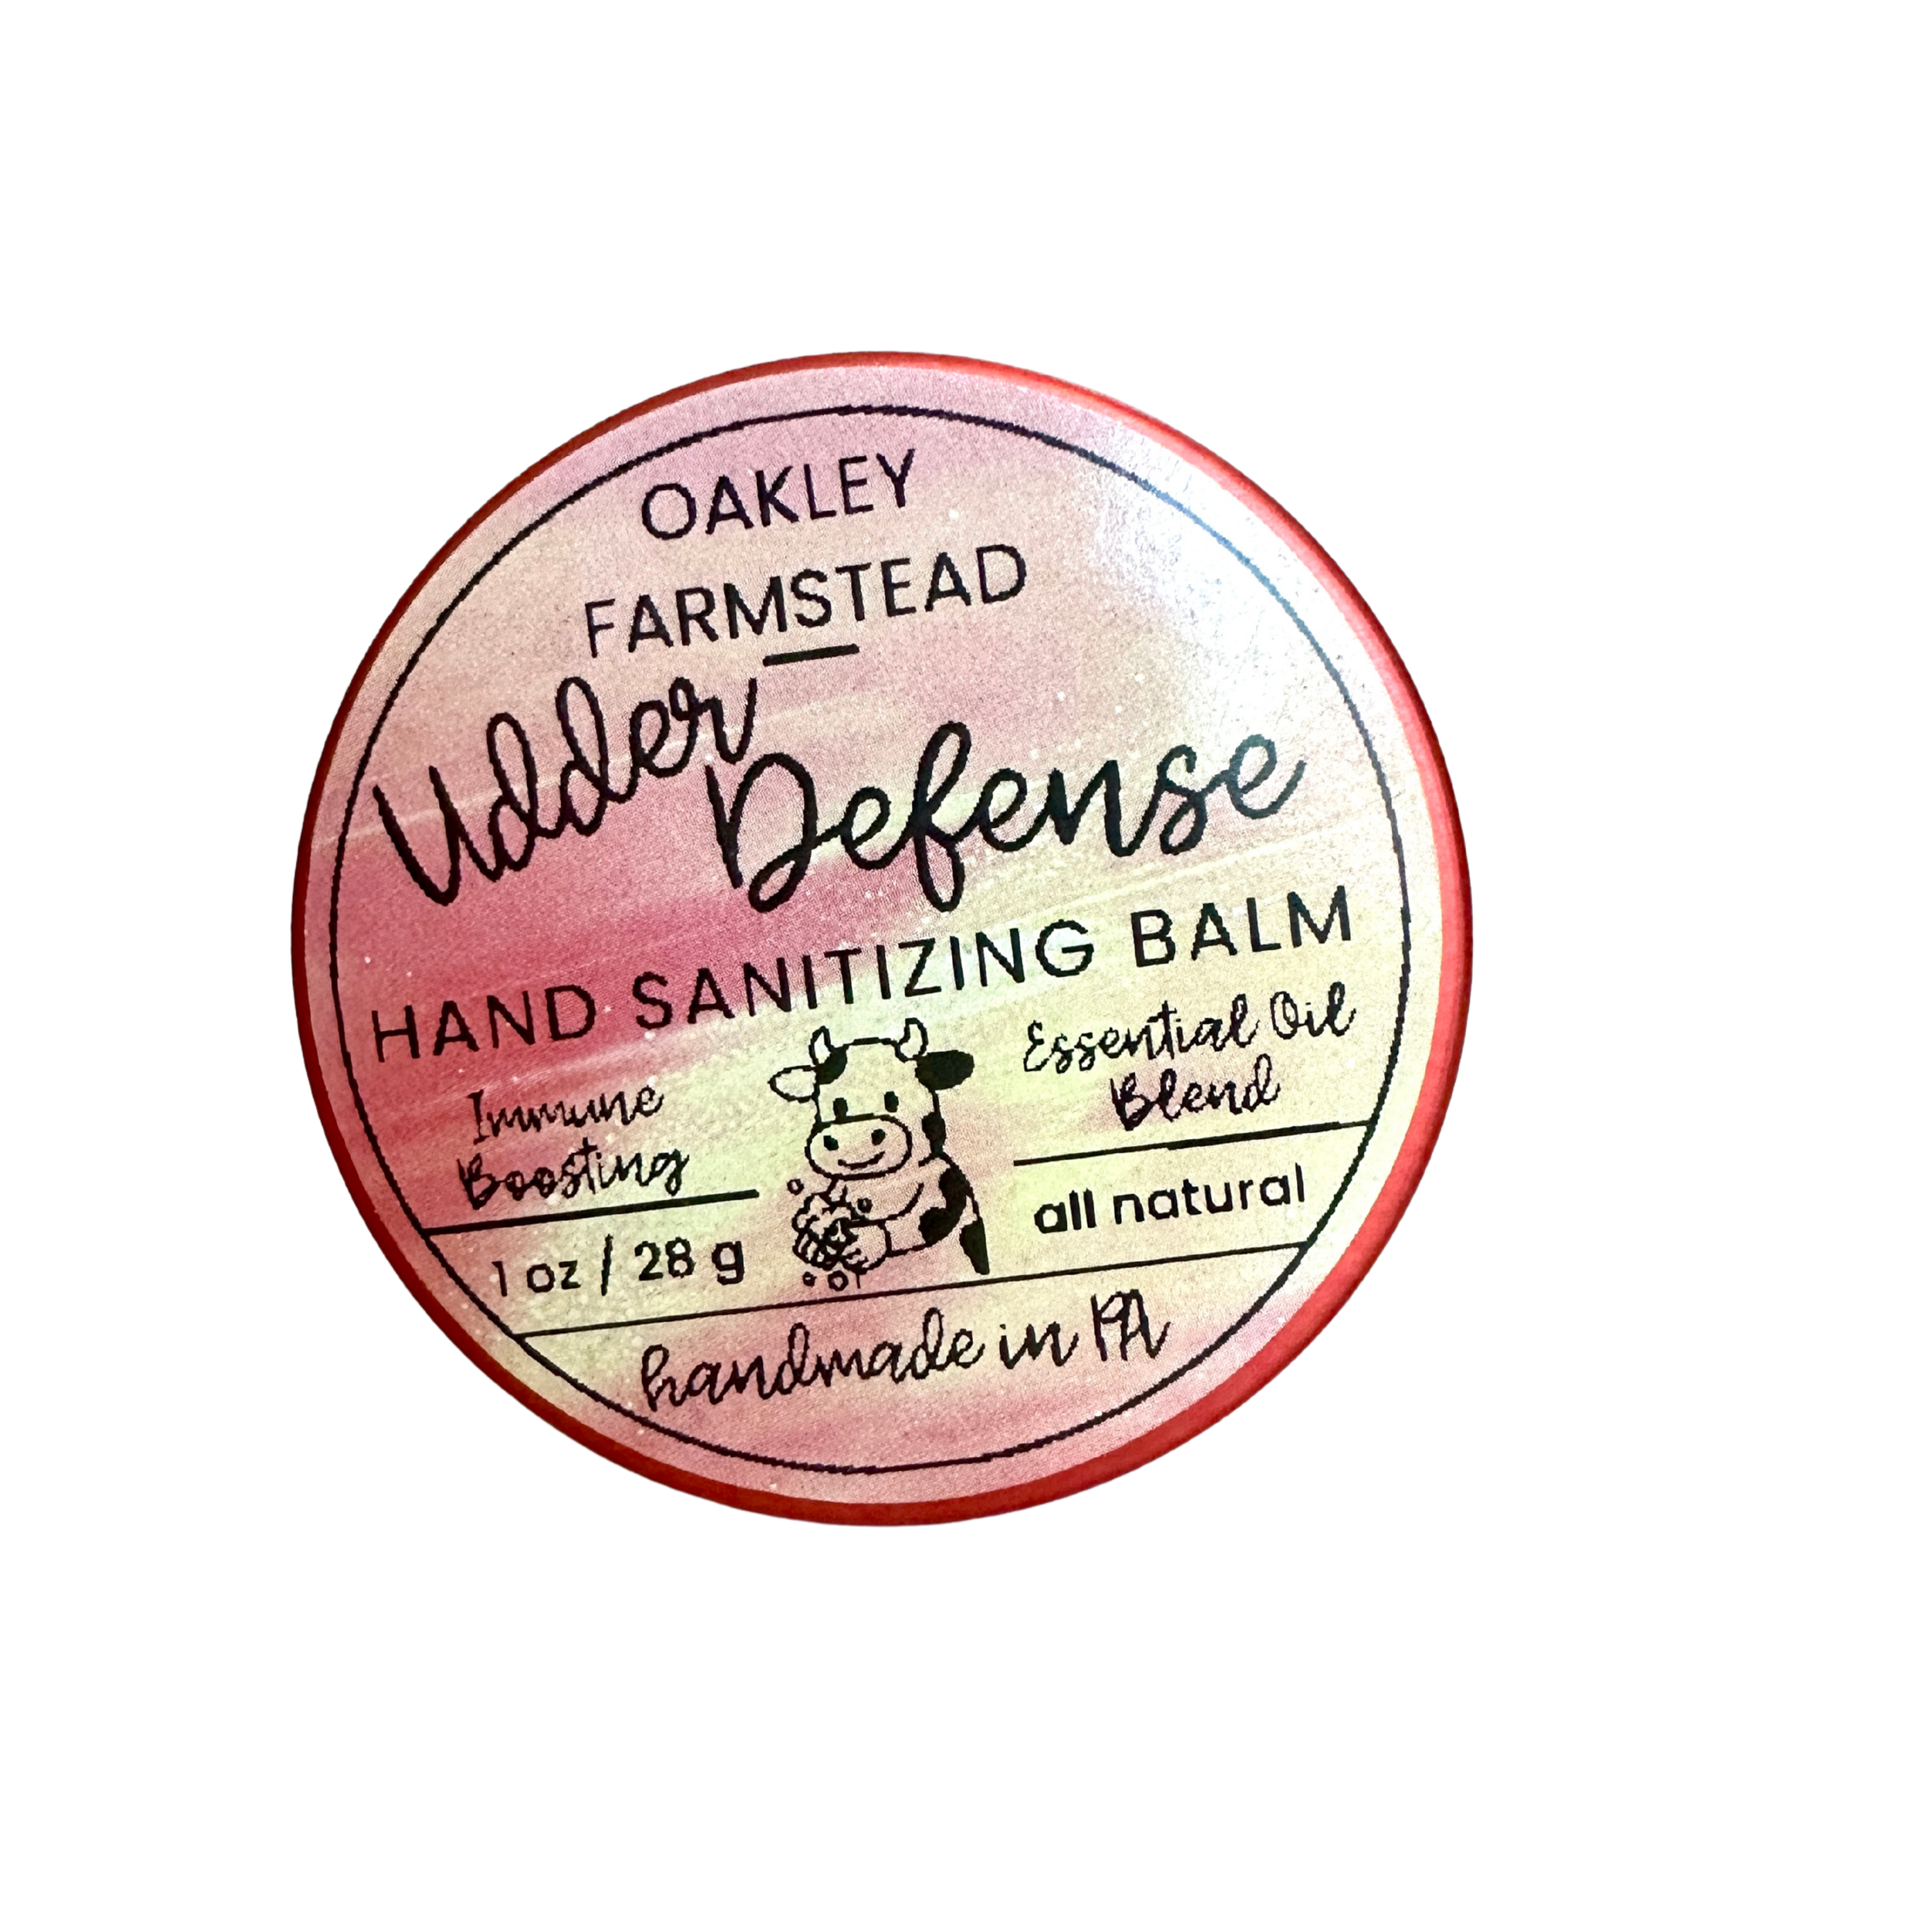 OAKLEY
FARMSTEAD
Udder
Defense
HAND SANITIZING BALM
Immune
Boosting
Essential Oil
Blend
1 oz / 28 g
all natural
handmade in PA